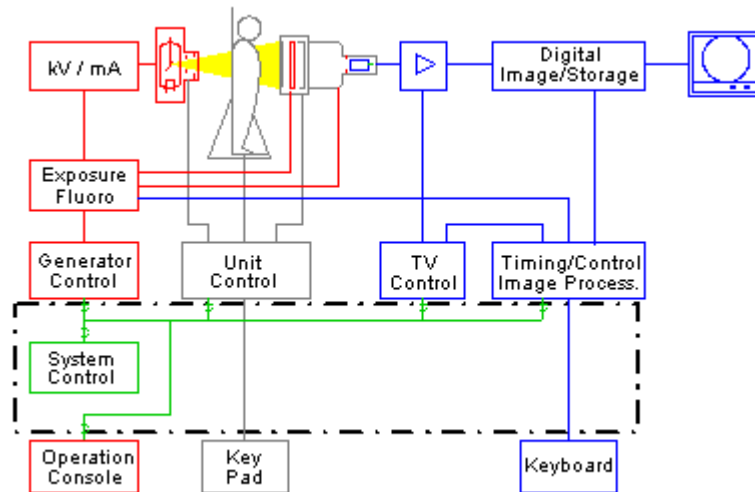 kV / mA
Digital
Image/Storage
Exposure
Fluoro
Generator
Control
Unit
Control
TV
Control
Timing/Control
Image Process.
System
Control
Operation
Console
Key
Pad
Keyboard